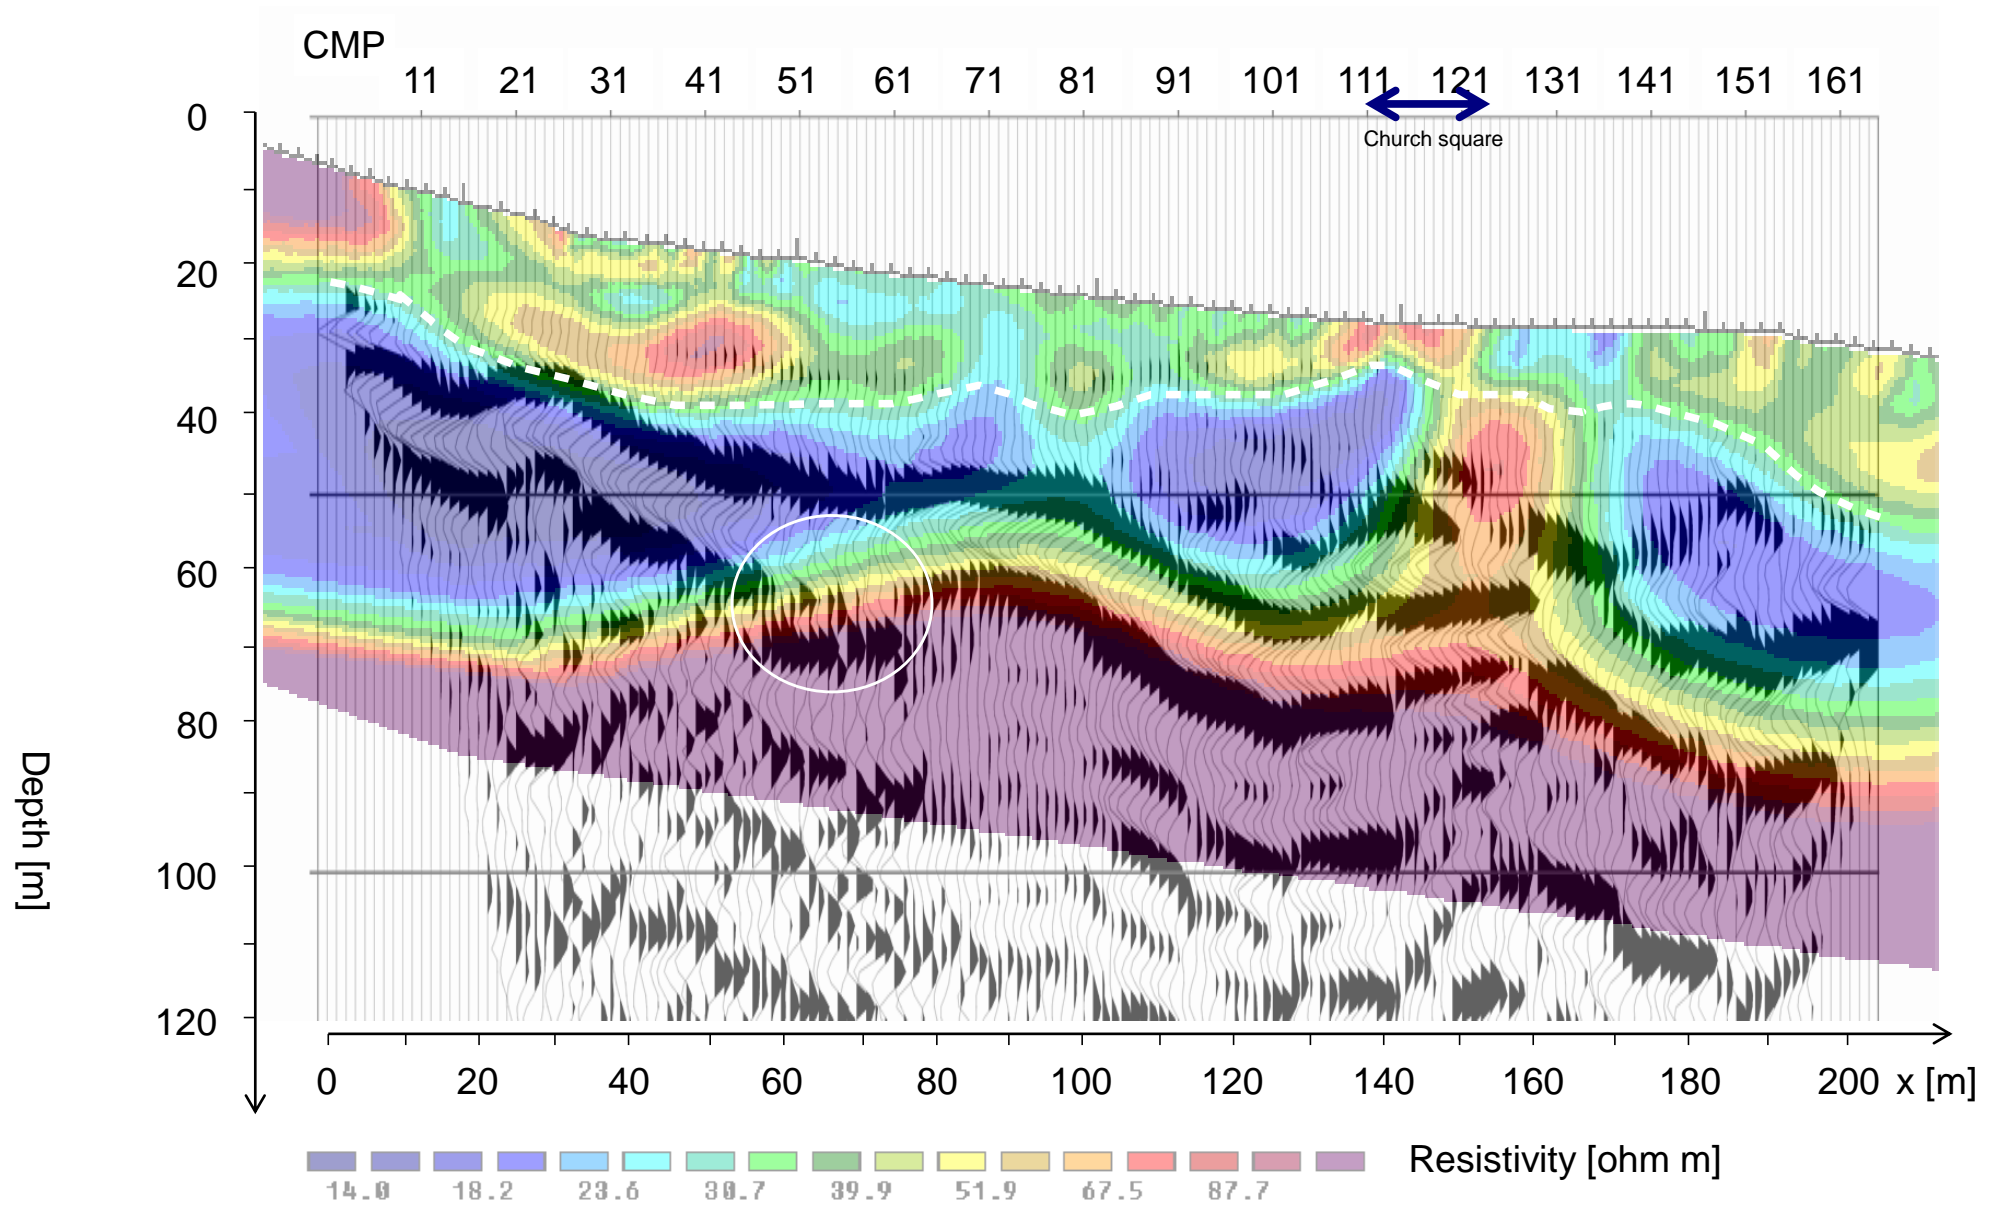 CMP
11 21 31 41 51 61 71 81 91 101 111 121 131 141 151 161
Church square
0
20
40
60
80
100
120
Depth [m]
0 20 40 60 80 100 120 140 160 180 200 x [m]
Resistivity [ohm m]
14.0 18.2 23.6 30.7 39.9 51.9 67.5 87.7